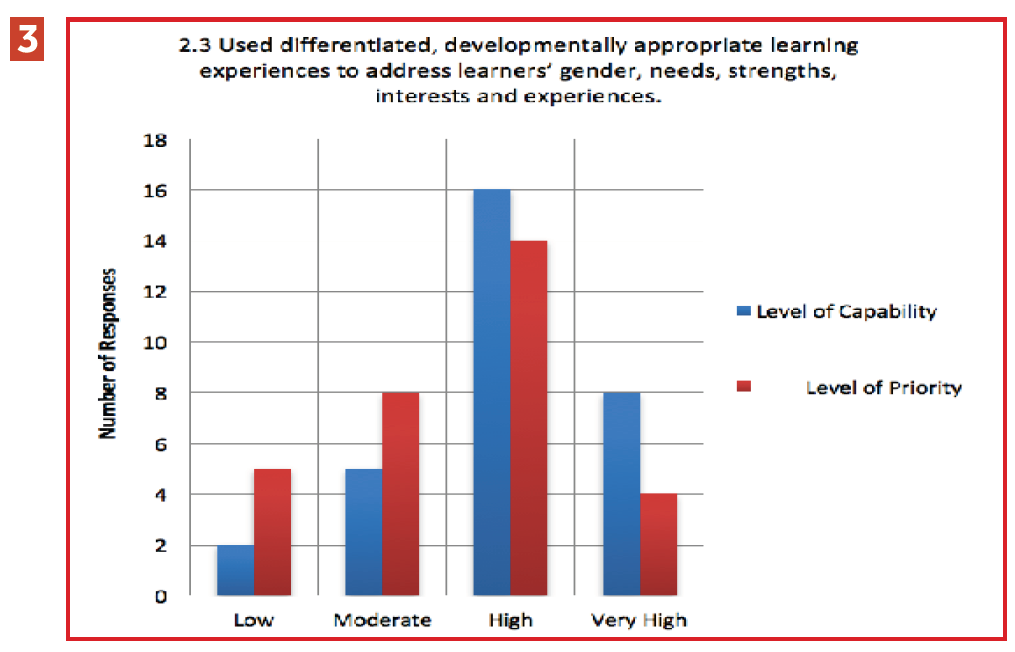 3
2.3 Used differentiated, developmentally appropriate learning
experiences to address learners' gender, needs, strengths,
interests and experiences.
18
16
14
12
10
8
6
4
2
0
Number of Responses
Low Moderate High Very High
Level of Capability
Level of Priority